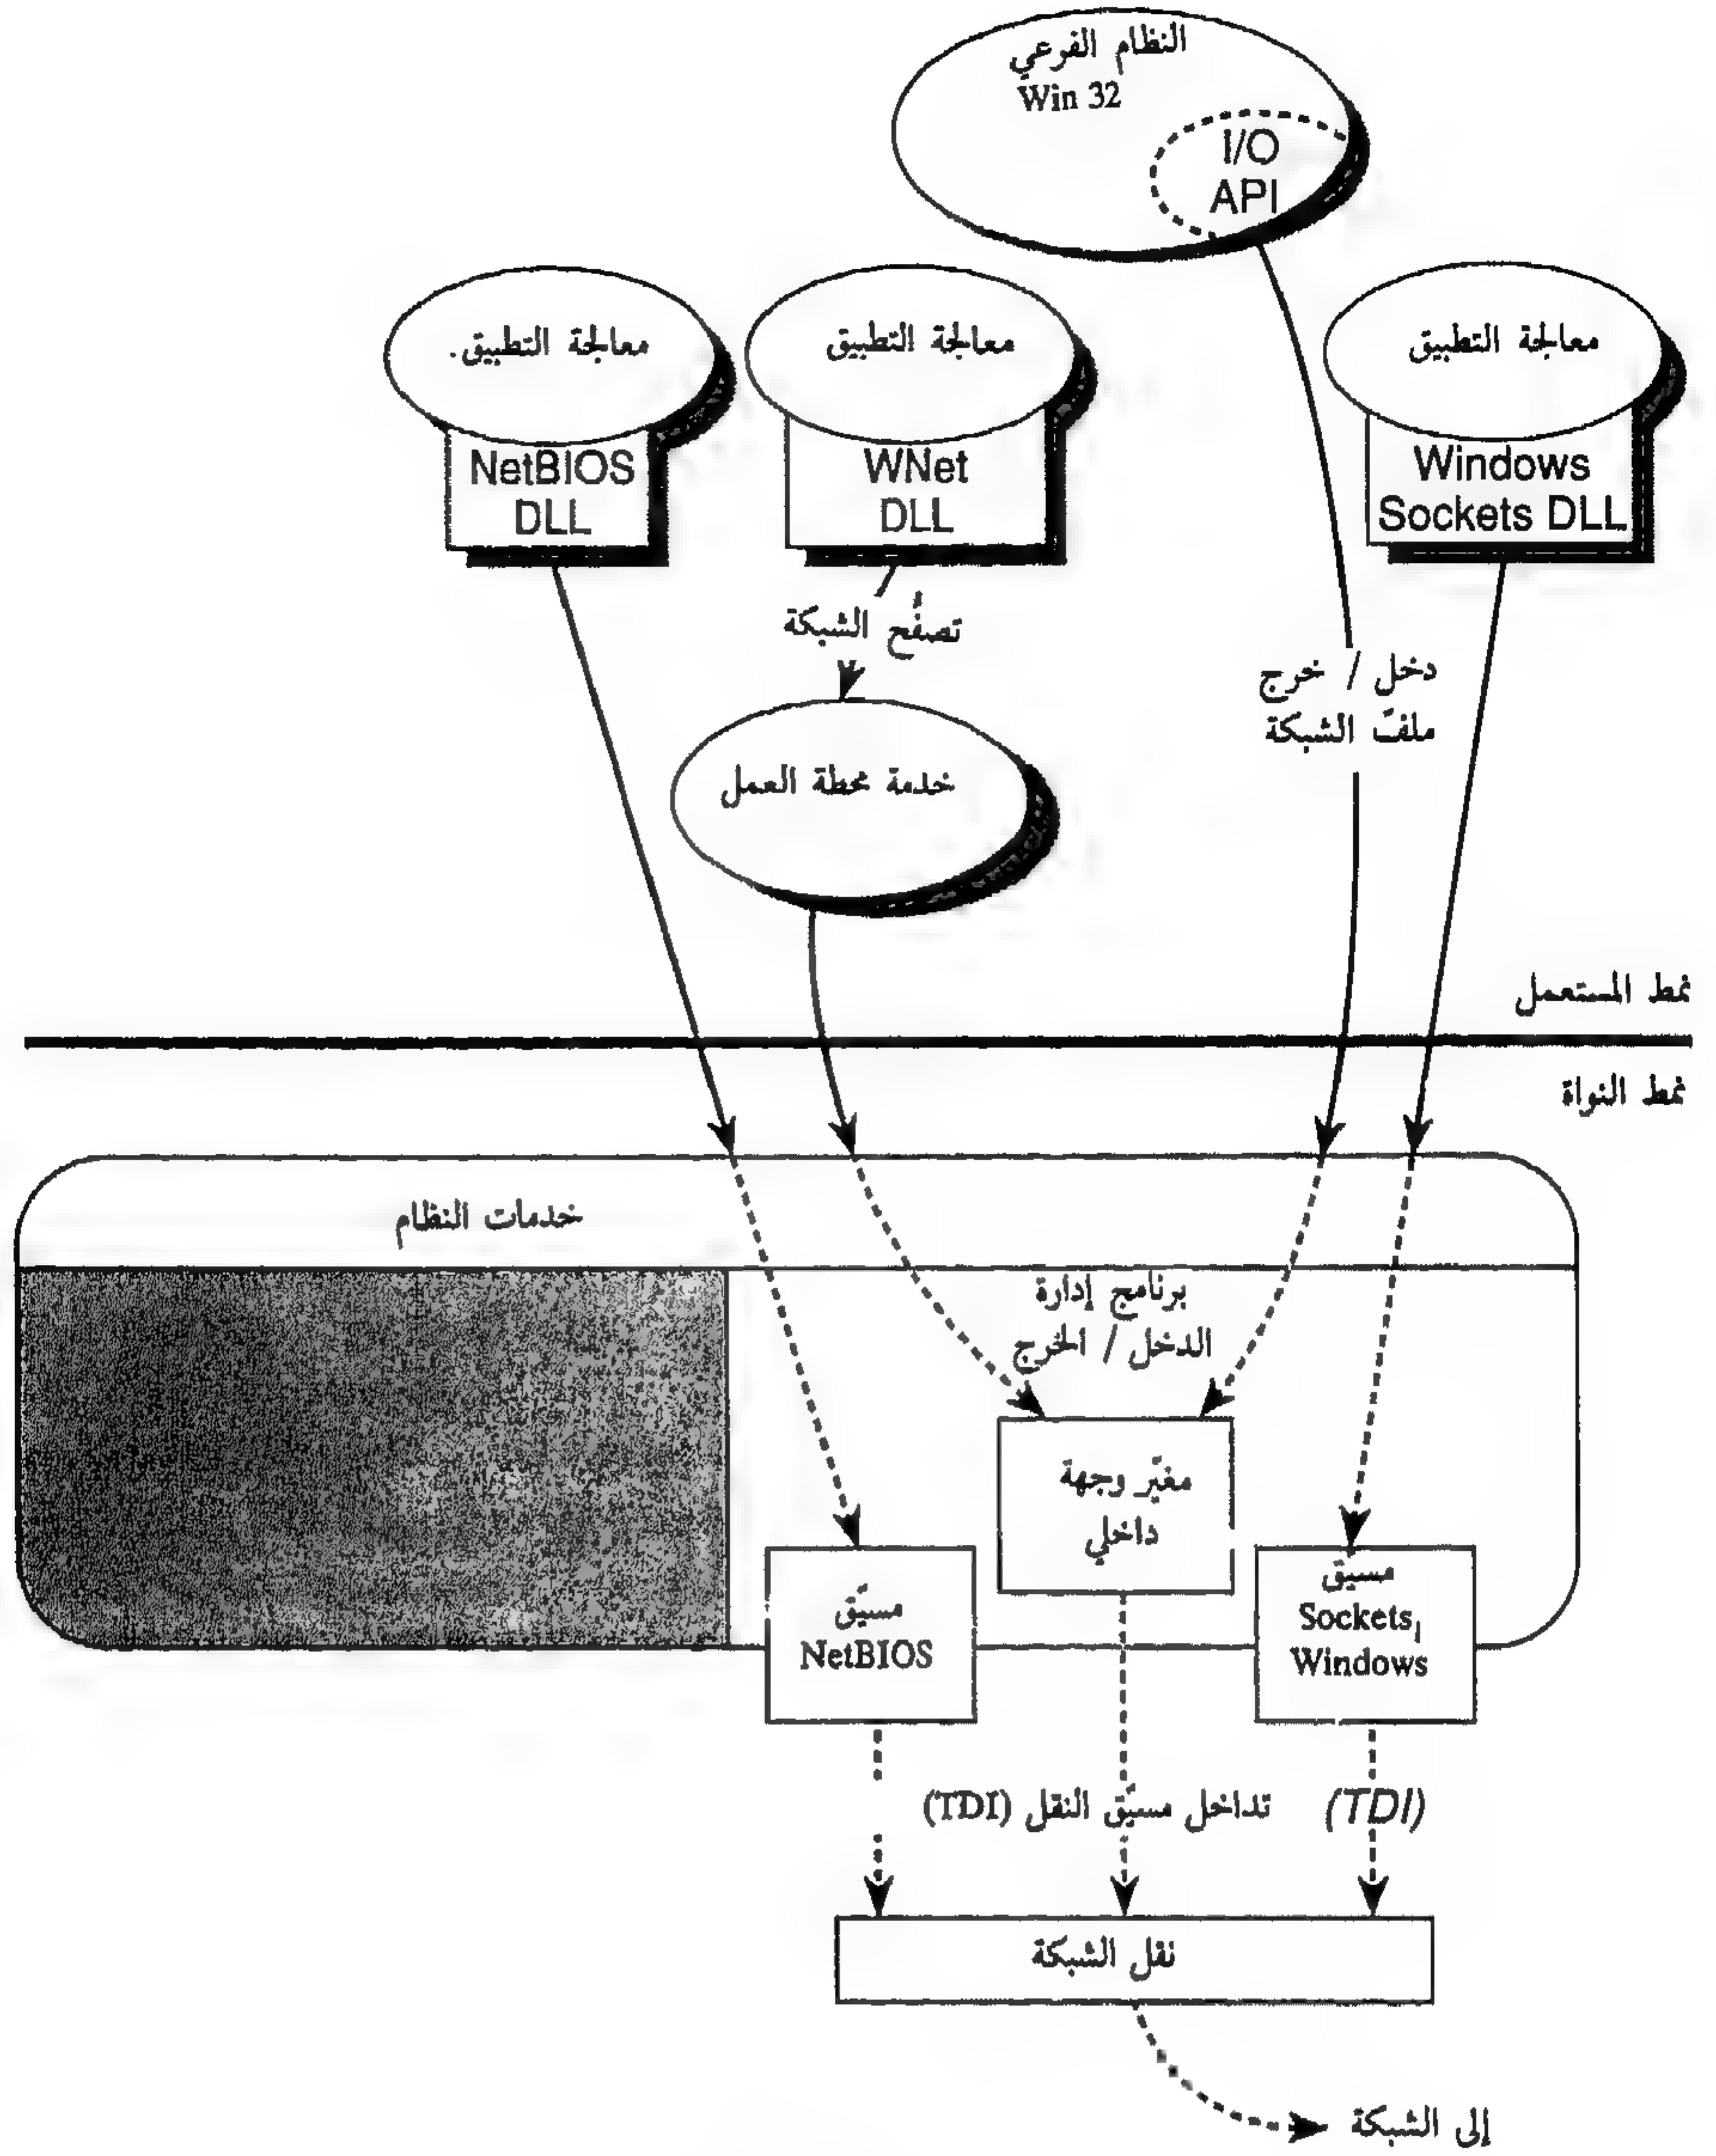 النظام الفرعي
Win 32
I/O
API
معالجة التطبيق
معالجة التطبيق
معالجة التطبيق.
Windows
Sockets DLL
WNet
DLL
NetBIOS
DLL
تصفُّح الشبكة
دخل / خرج
ملفّ الشبكة
خدمة محطة العمل
نمط المستعمل
نمط النواة
خدمات النظام
برنامج إدارة
الدخل / الخرج
مغيّر وجهة
داخلي
مسيّق
Sockets
Windows
مسيّق
NetBIOS
(TDI)
تداخل مسيّق النقل (TDI)
نقل الشبكة
إلى الشبكة